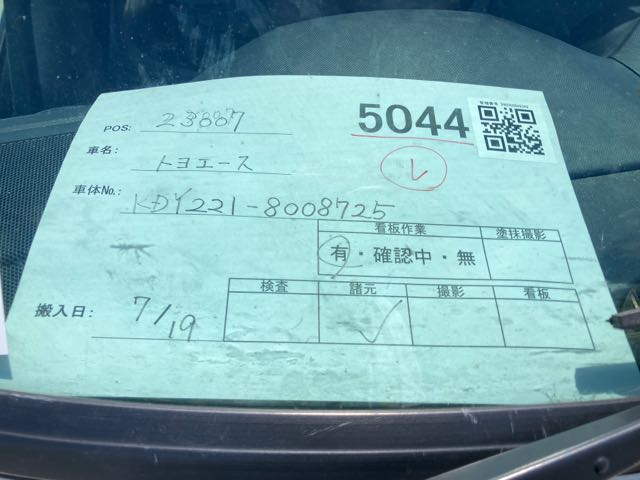 5044
POS: 23887
レ
車名: トヨエース
車体No.: KDY221-8008725
看板作業 塗抹撮影
有・確認中・無
検査 諸元 撮影 看板
搬入日: 7/19